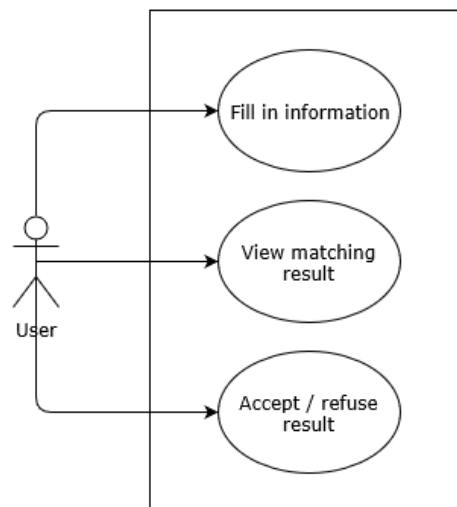 Fill in information
View matching
result
User
Accept / refuse
result